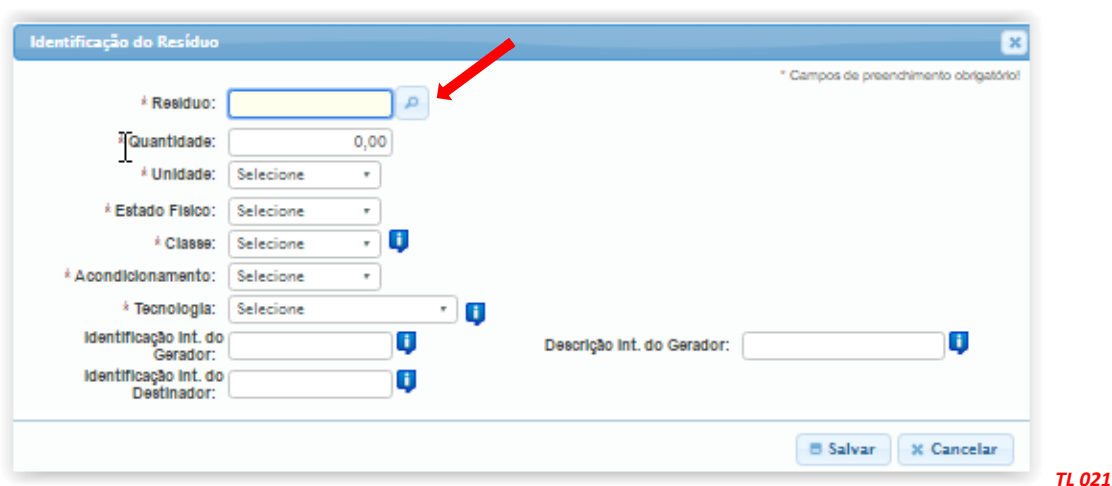 Identificação do Resíduo
* Campos de preenchimento obrigatório!
* Resíduo:
* Quantidade: 0,00
* Unidade: Selecione
* Estado Físico: Selecione
* Classe: Selecione
* Acondicionamento: Selecione
* Tecnologia: Selecione
Identificação Int. do
Gerador:
Descrição Int. do Gerador:
Identificação Int. do
Destinador:
Salvar Cancelar
TL 021